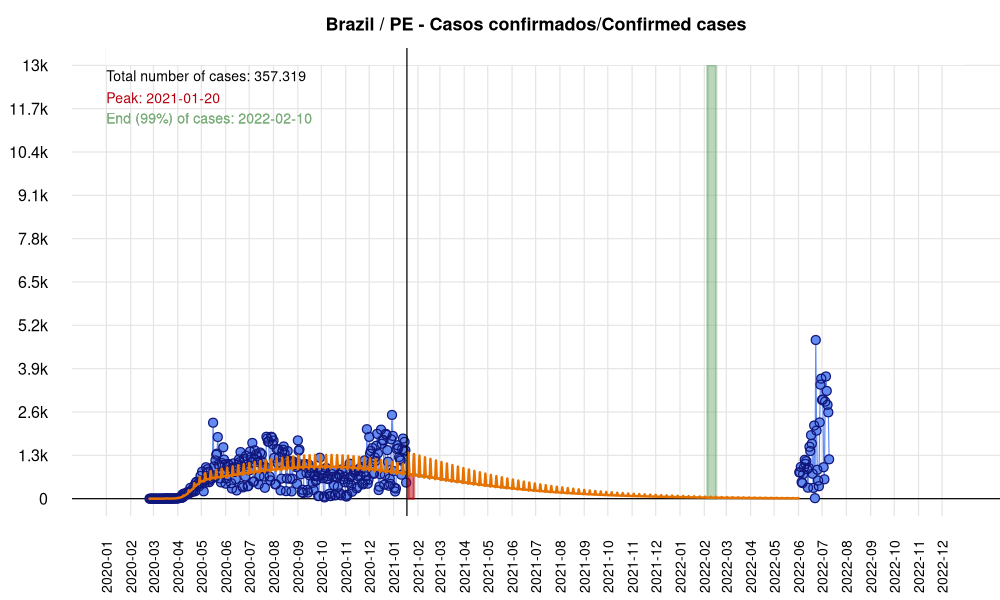 Brazil / PE - Casos confirmados/Confirmed cases
Total number of cases: 357.319
Peak: 2021-01-20
End (99%) of cases: 2022-02-10
13k
11.7k
10.4k
9.1k
7.8k
6.5k
5.2k
3.9k
2.6k
1.3k
0
2020-01
2020-02
2020-03
2020-04
2020-05
2020-06
2020-07
2020-08
2020-09
2020-10
2020-11
2020-12
2021-01
2021-02
2021-03
2021-04
2021-05
2021-06
2021-07
2021-08
2021-09
2021-10
2021-11
2021-12
2022-01
2022-02
2022-03
2022-04
2022-05
2022-06
2022-07
2022-08
2022-09
2022-10
2022-11
2022-12